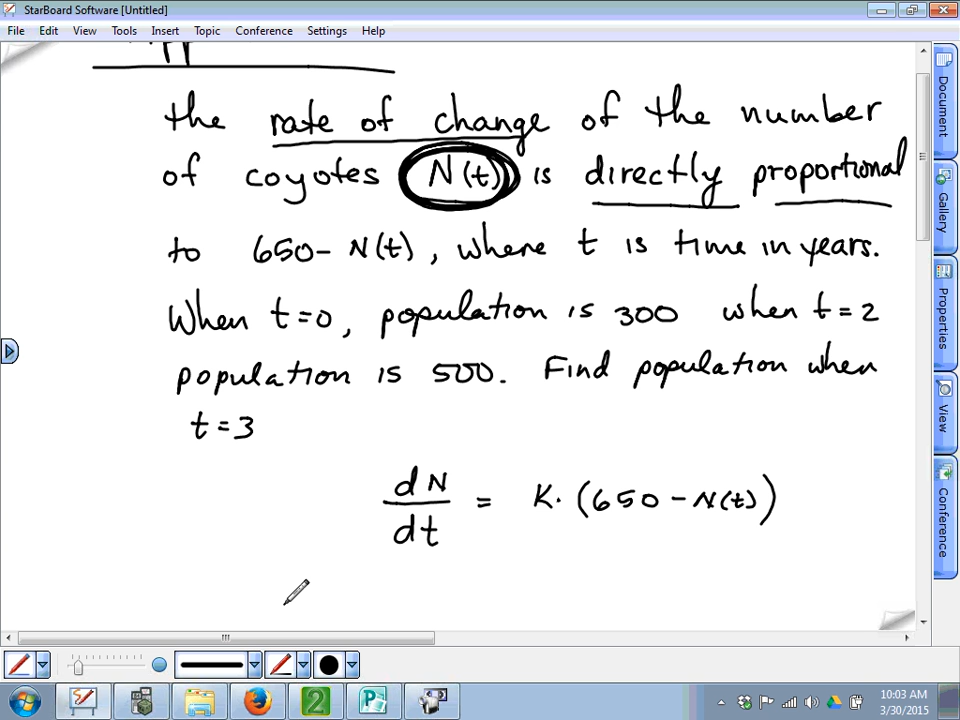 StarBoard Software [Untitled]
File Edit View Tools Insert Topic Conference Settings Help
the rate of change of the number
of coyotes N(t) is directly proportional
to 650- N(t), where t is time in years.
When t=0, population is 300 when t=2
population is 500. Find population when
t=3
dN
dt
= K·(650-N(t))
Document
Gallery
Properties
View
Conference
10:03 AM
3/30/2015